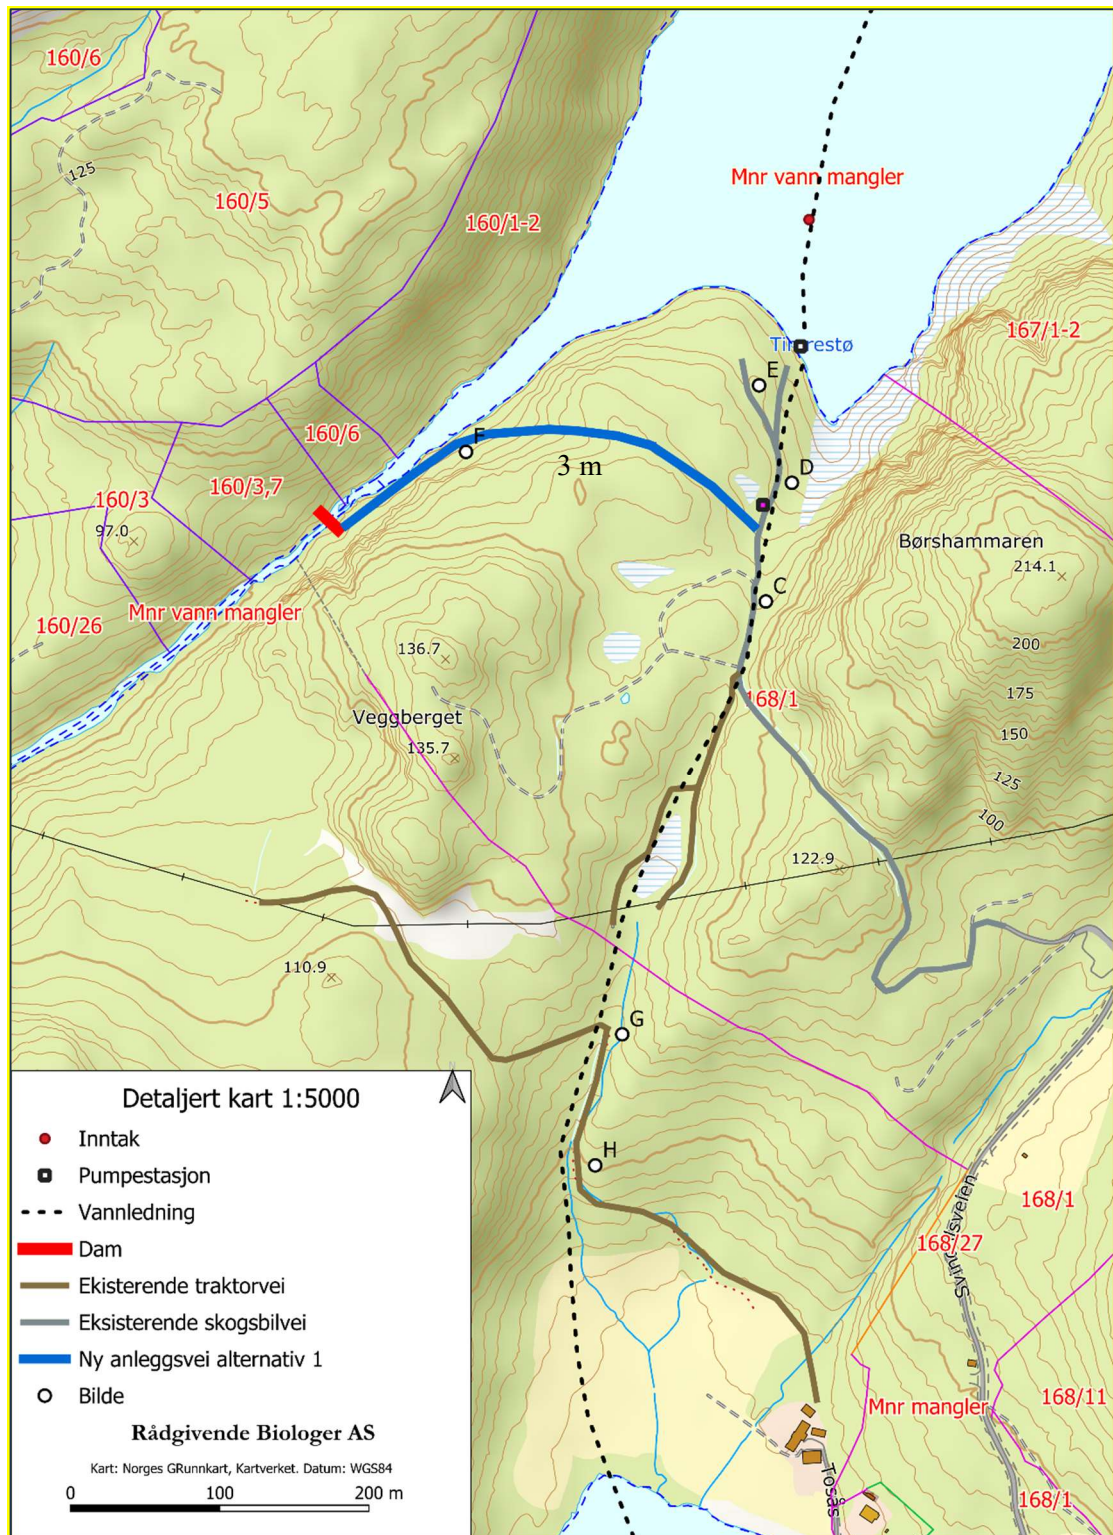 160/6
125
160/5
160/1-2
Mnr vann mangler
167/1-2
E
F
160/6
3 m
D
160/3
160/3,7
97.0
Børshammaren
214.1
C
Mnr vann mangler
160/26
136.7
200
168/1
175
Veggberget
135.7
150
125
100
122.9
110.9
G
N
H
Detaljert kart 1:5000
Inntak
Pumpestasjon
Vannledning
Dam
Ekisterende traktorvei
Eksisterende skogsbilvei
Ny anleggsvei alternativ 1
Bilde
Rådgivende Biologer AS
Kart: Norges GRunnkart, Kartverket. Datum: WGS84
0 100 200 m
168/1
168/27
168/11
Mnr mangler
Tosås
168/1